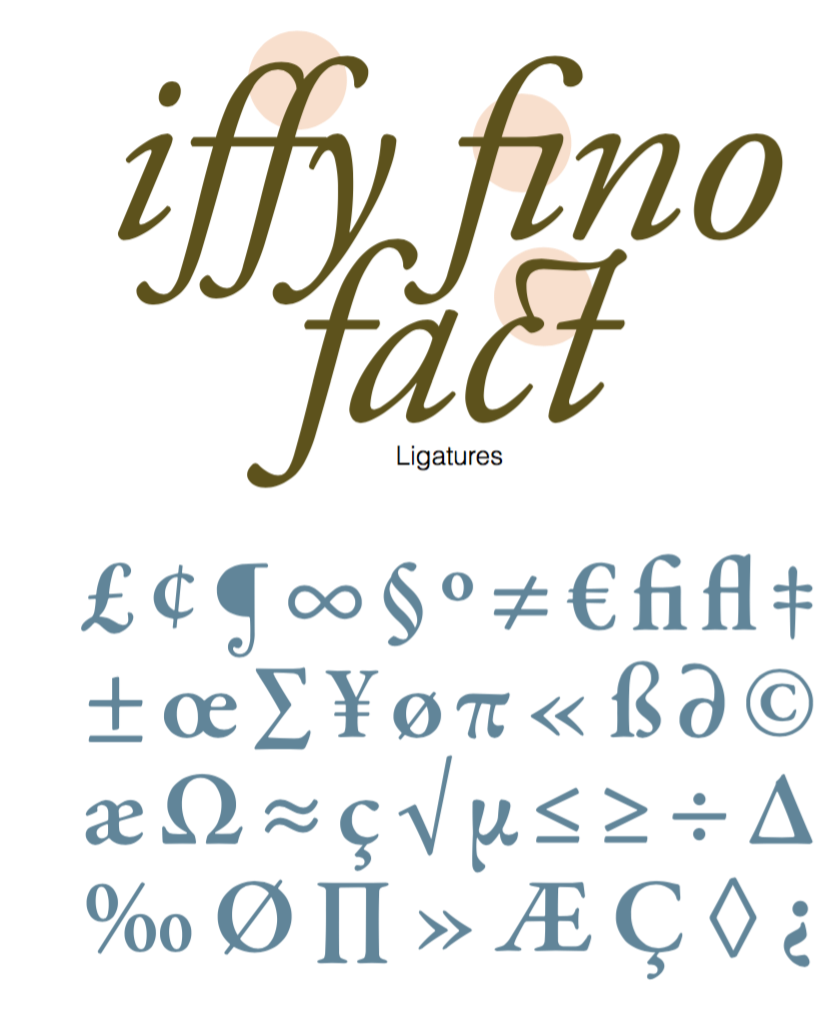 iffy fino
fact
Ligatures
£ ¢ ¶ ∞ § º ≠ € fi fl ‡
± œ ∑ ¥ ø π « ß ∂ ©
æ Ω ≈ ç √ µ ≤ ≥ ÷ ∆
‰ Ø ∏ » Æ Ç ◊ ¿